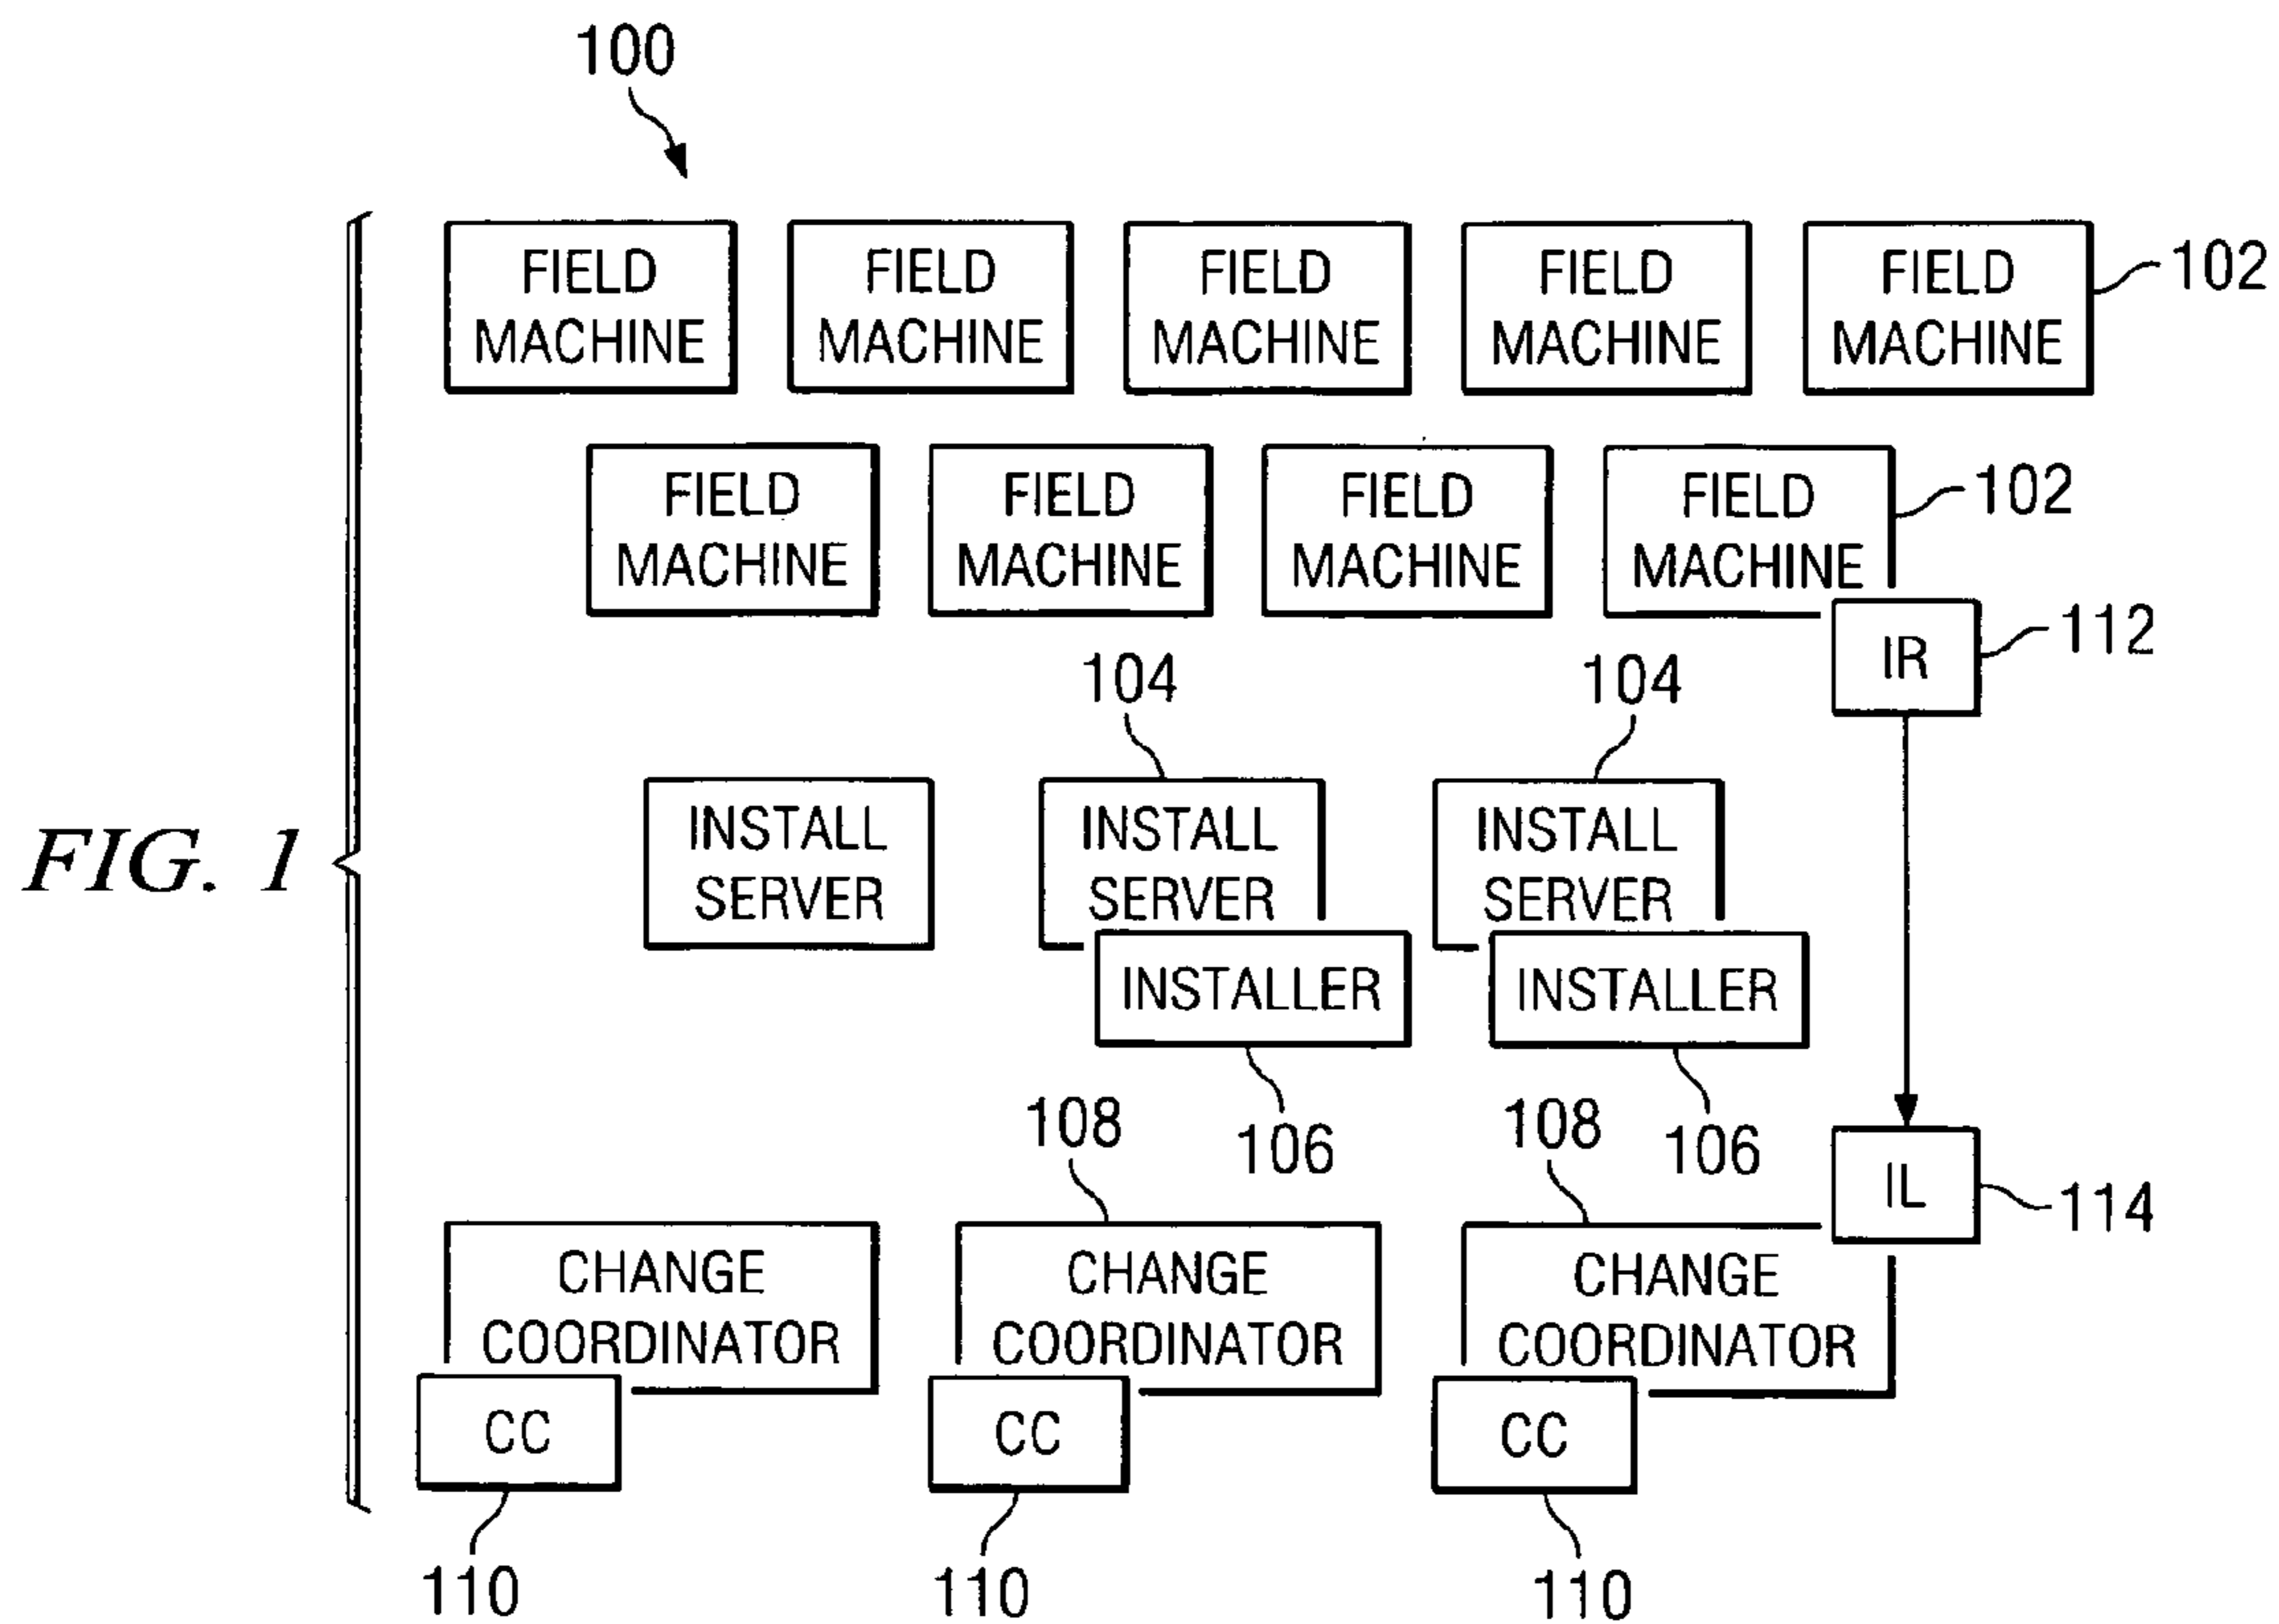 100
FIELD MACHINE
FIELD MACHINE
FIELD MACHINE
FIELD MACHINE
FIELD MACHINE
102
FIELD MACHINE
FIELD MACHINE
FIELD MACHINE
FIELD MACHINE
102
IR
112
104
104
INSTALL SERVER
INSTALL SERVER
INSTALL SERVER
FIG. 1
INSTALLER
INSTALLER
106
106
108
108
IL
114
CHANGE COORDINATOR
CHANGE COORDINATOR
CHANGE COORDINATOR
CC
CC
CC
110
110
110